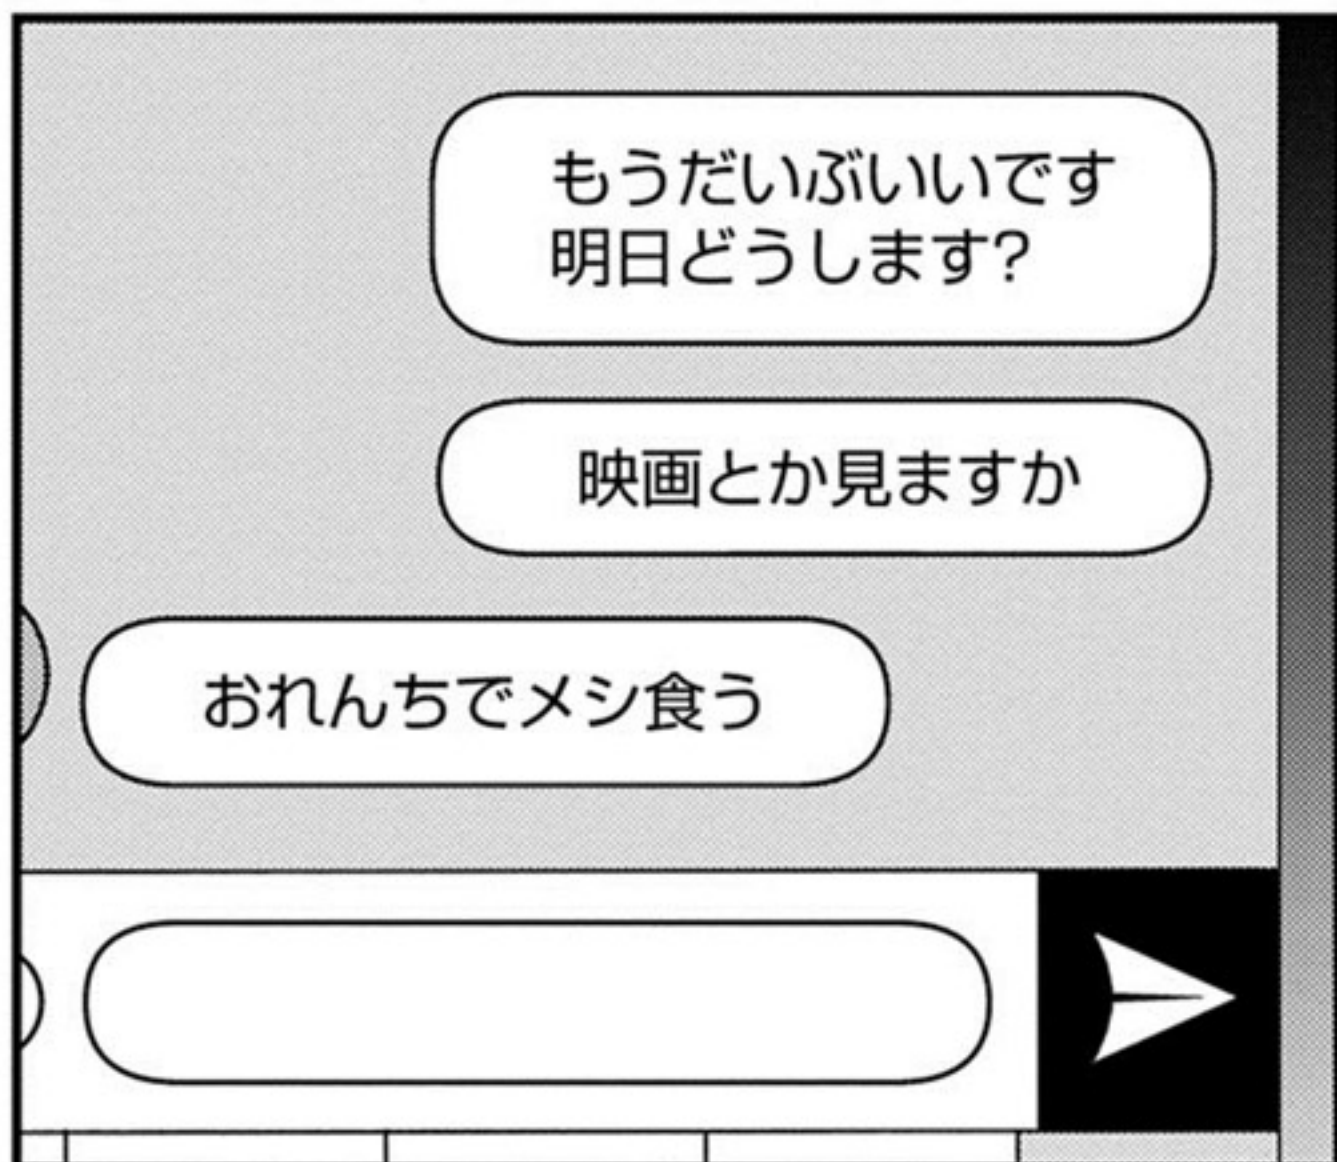 もうだいぶいいです
明日どうします?
映画とか見ますか
おれんちでメシ食う